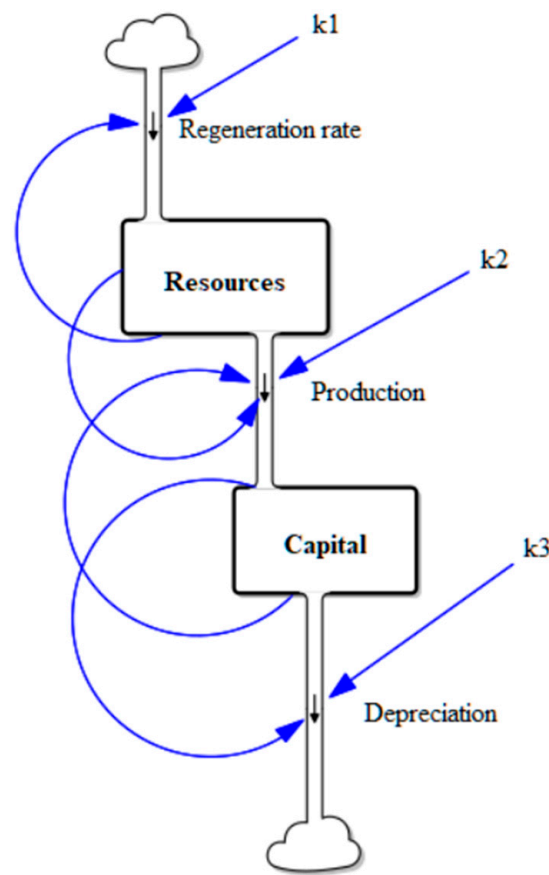 k1
Regeneration rate
Resources
k2
Production
Capital
k3
Depreciation